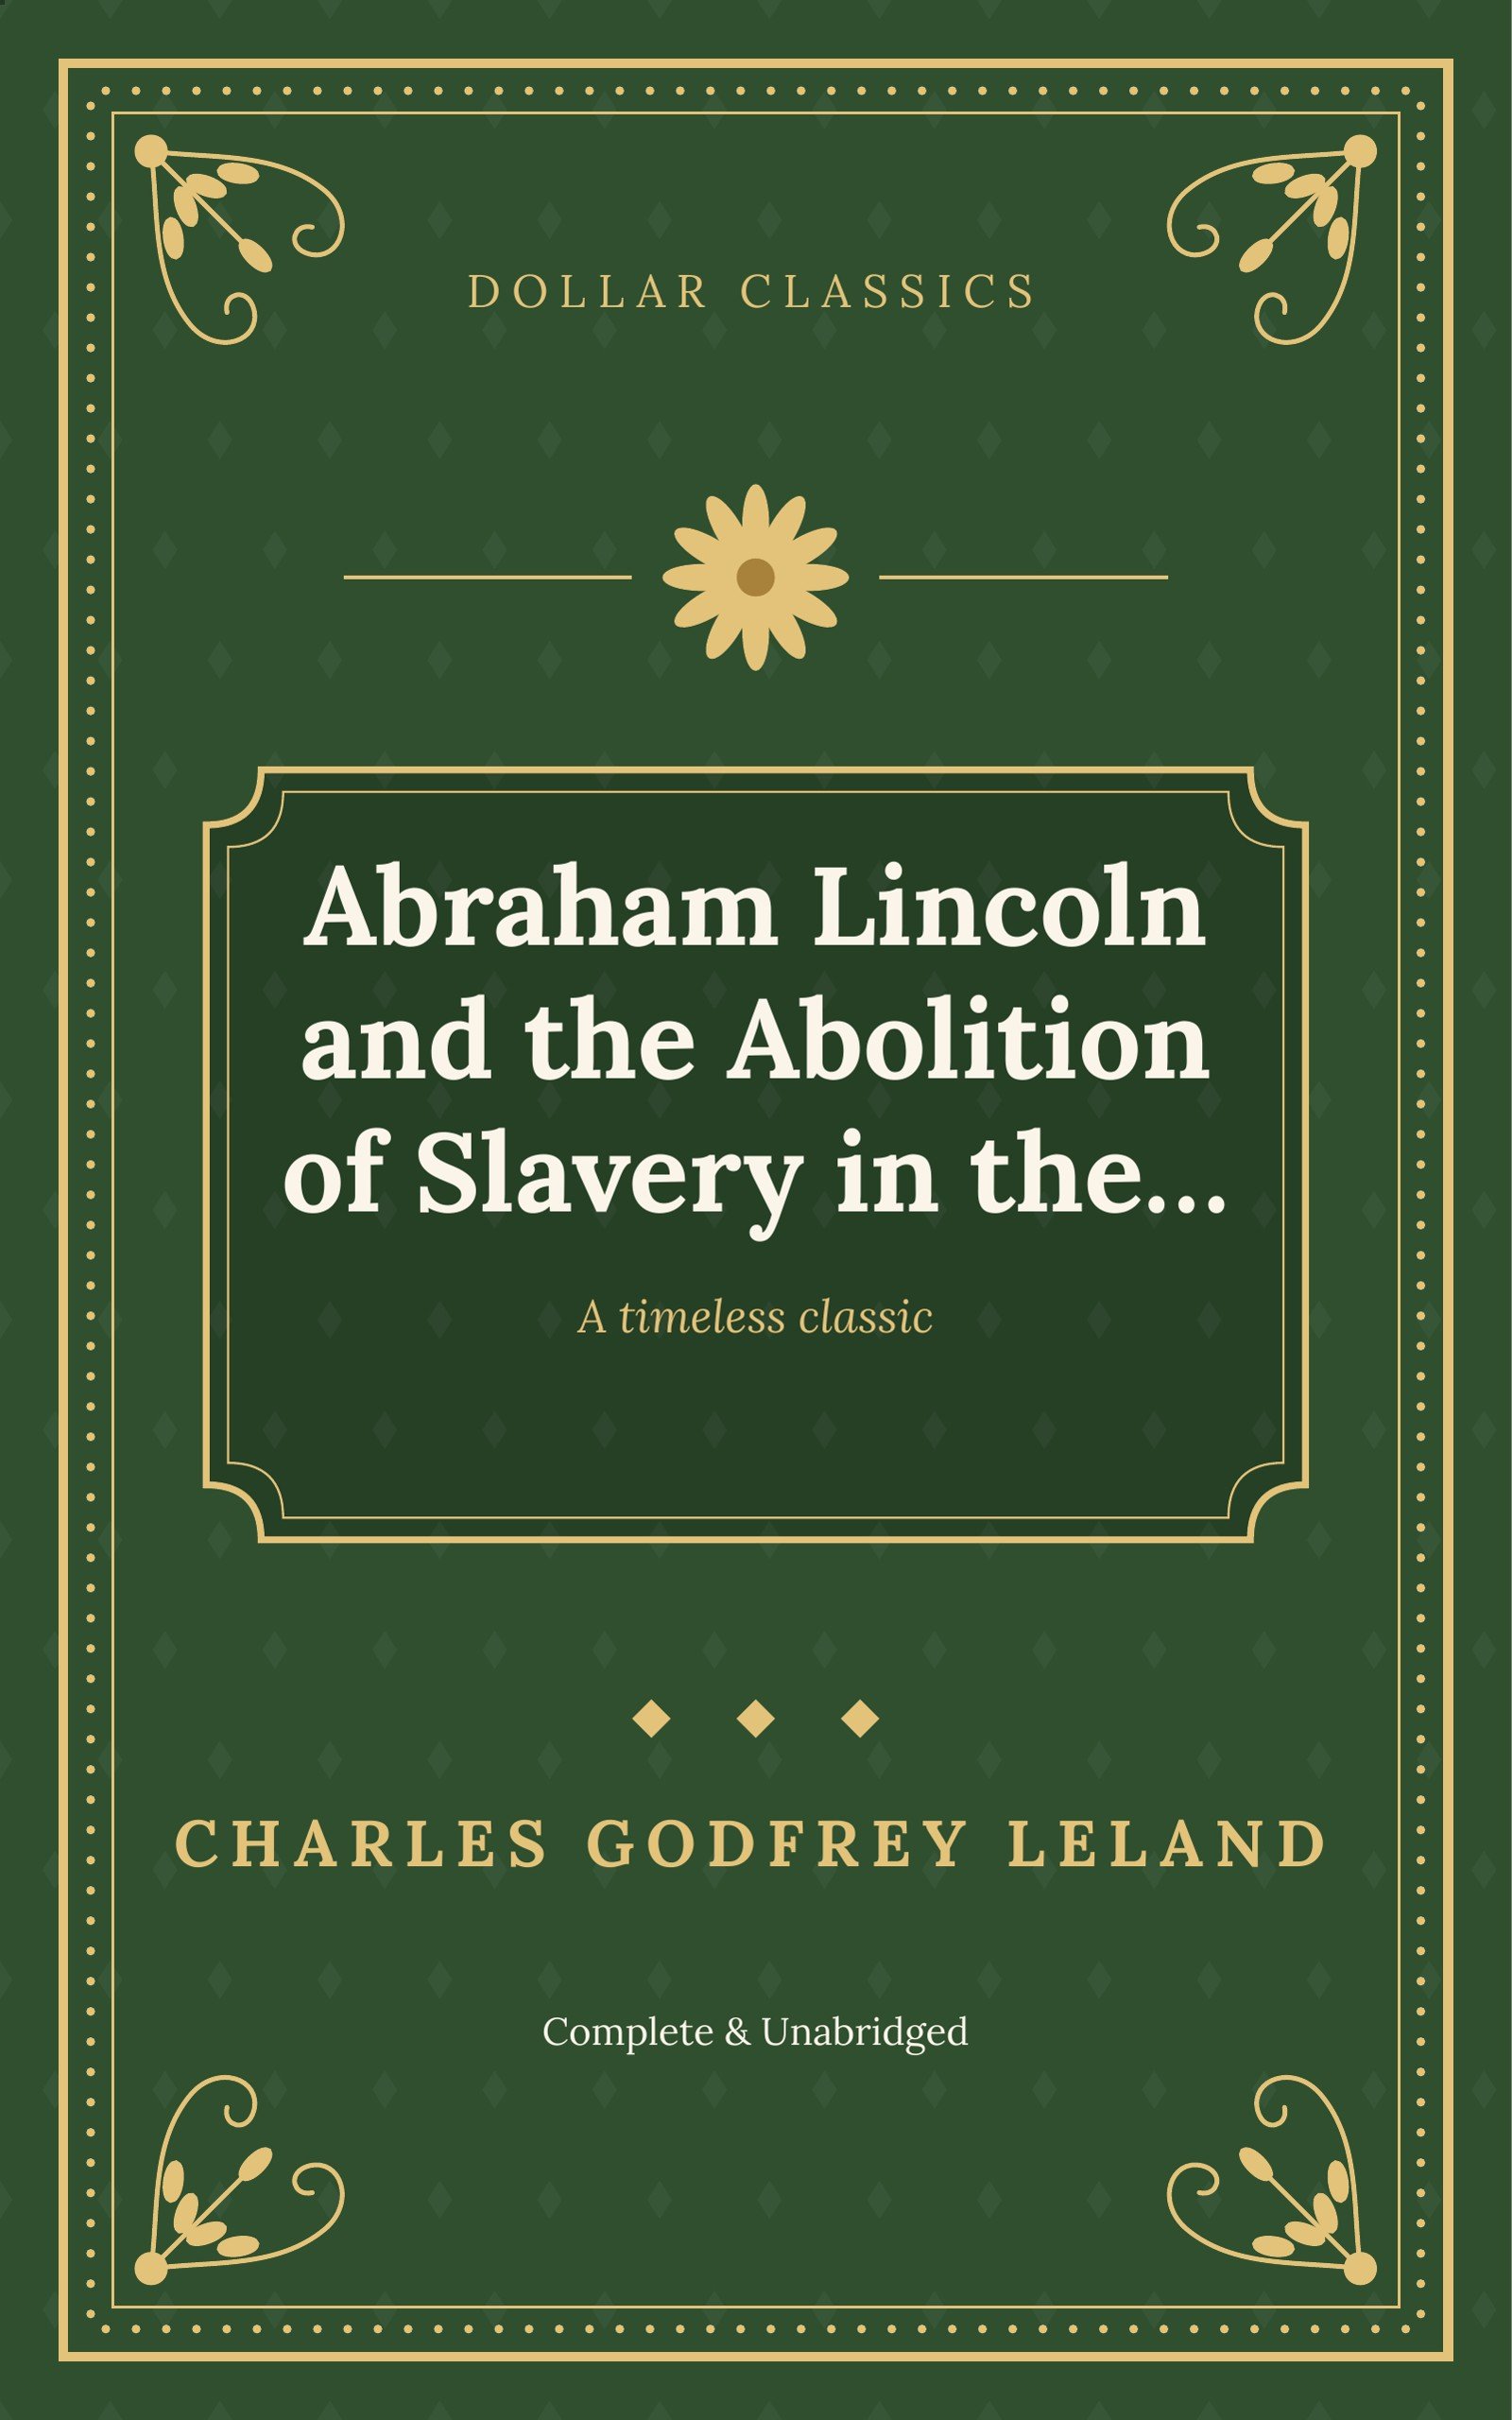 DOLLAR CLASSICS
Abraham Lincoln
and the Abolition
of Slavery in the...
A timeless classic
CHARLES GODFREY LELAND
Complete & Unabridged